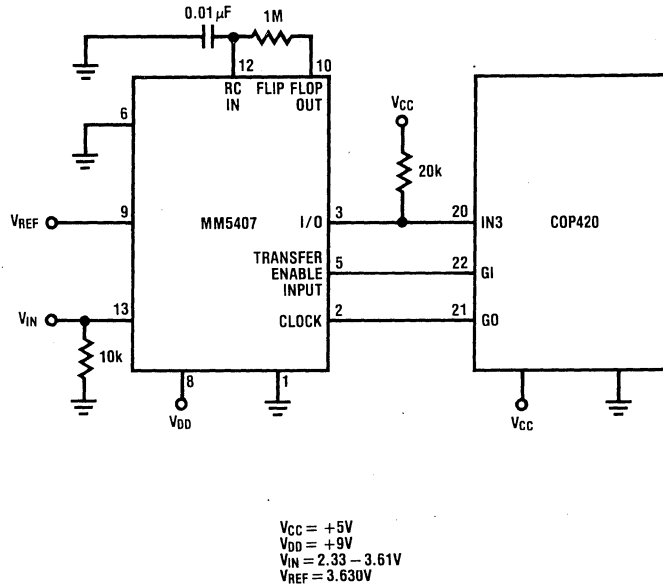 0.01 μF
1M
12
10
RC
IN
FLIP FLOP
OUT
6
VCC
20k
VREF
9
MM5407
I/O
3
20
IN3
COP420
TRANSFER
ENABLE
INPUT
5
22
GI
VIN
13
CLOCK
2
21
GO
10k
8
1
VDD
VCC
VCC = +5V
VDD = +9V
VIN = 2.33 – 3.61V
VREF = 3.630V